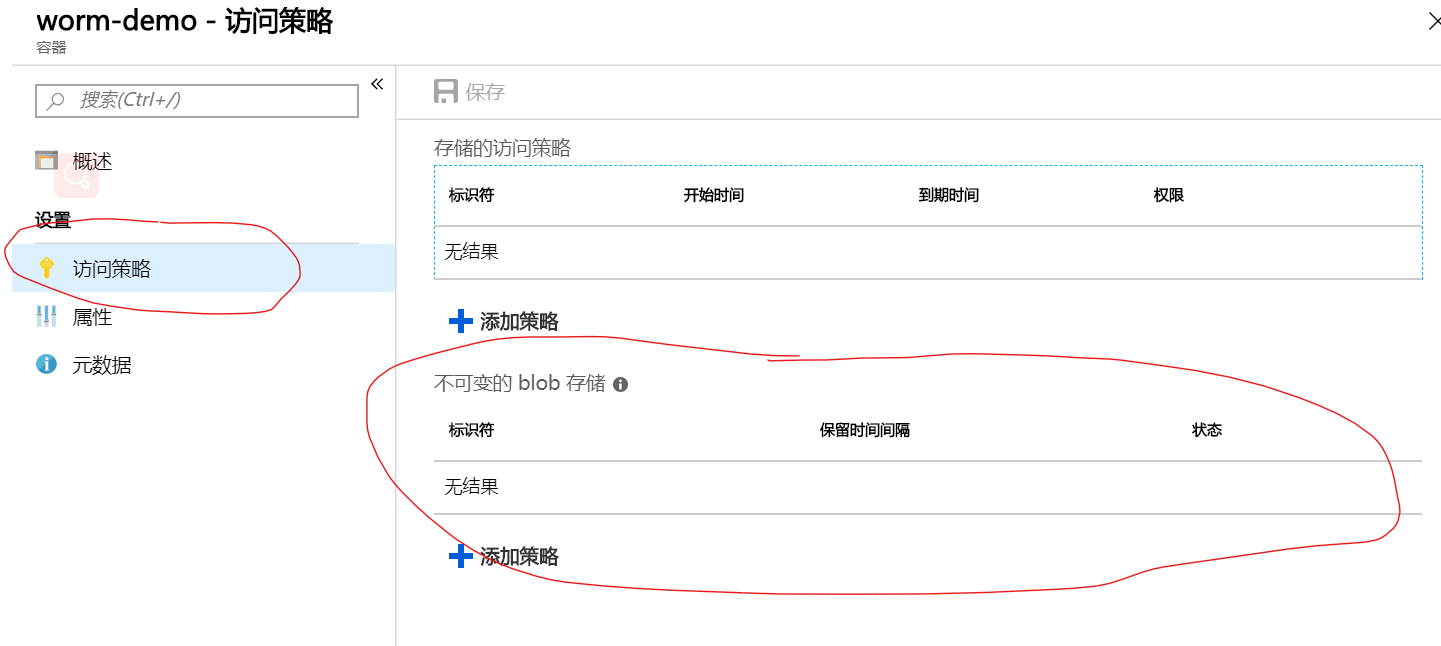 worm-demo - 访问策略
容器
搜索(Ctrl+/)
概述
设置
访问策略
属性
元数据
保存
存储的访问策略
标识符 开始时间 到期时间 权限
无结果
添加策略
不可变的 blob 存储
标识符 保留时间间隔 状态
无结果
添加策略